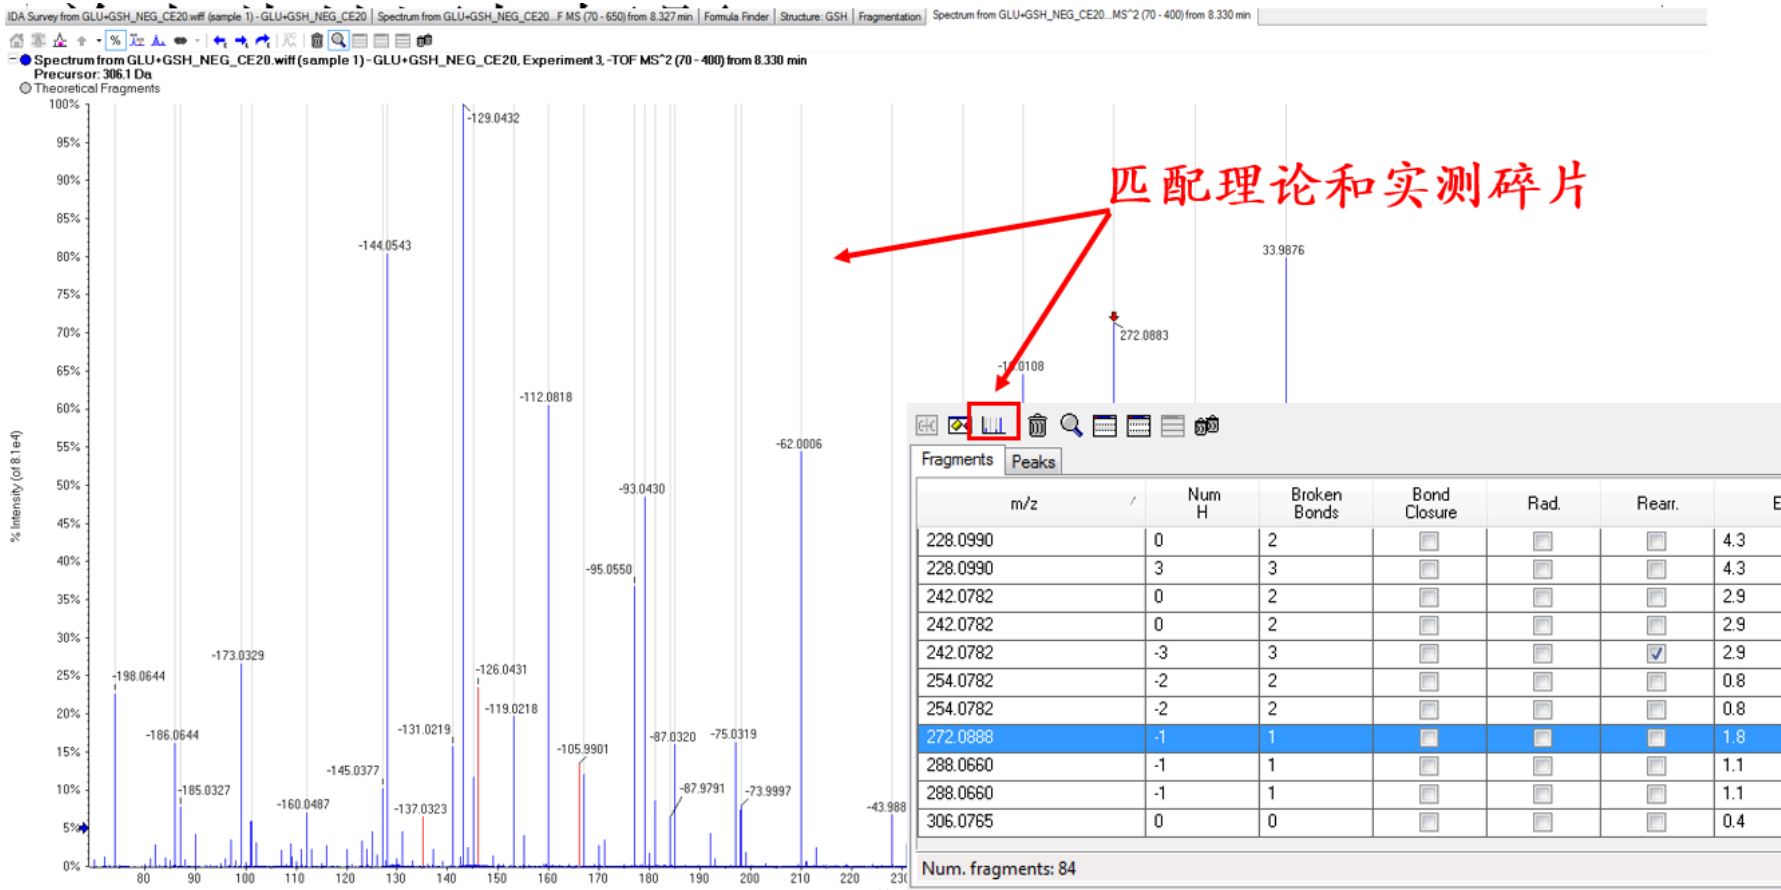 IDA Survey from GLU+GSH_NEG_CE20.wiff (sample 1) - GLU+GSH_NEG_CE20 Spectrum from GLU+GSH_NEG_CE20...F MS (70 - 650) from 8.327 min Formula Finder Structure: GSH Fragmentation Spectrum from GLU+GSH_NEG_CE20...MS^2 (70 - 400) from 8.330 min
%
Spectrum from GLU+GSH_NEG_CE20.wiff (sample 1) - GLU+GSH_NEG_CE20, Experiment 3, -TOF MS^2 (70 - 400) from 8.330 min
Precursor: 306.1 Da
Theoretical Fragments
100%
-129.0432
95%
匹配理论和实测碎片
90%
85%
-144.0543
33.9876
80%
75%
70%
272.0883
65%
-112.0818
60%
% Intensity (of 8.1e4)
55%
-62.0006
50%
-93.0430
45%
40%
-95.0550
35%
30%
-173.0329
25%
-198.0644
-126.0431
20%
-119.0218
-131.0219
-186.0644
-87.0320
-75.0319
15%
-105.9901
-145.0377
10%
-185.0327
-87.9791
-73.9997
-160.0487
-137.0323
-43.988
5%
0%
80 90 100 110 120 130 140 150 160 170 180 190 200 210 220 23
Fragments Peaks
m/z Num H Broken Bonds Bond Closure Rad. Rearr. E
228.0990 0 2 4.3
228.0990 3 3 4.3
242.0782 0 2 2.9
242.0782 0 2 2.9
242.0782 -3 3 2.9
254.0782 -2 2 0.8
254.0782 -2 2 0.8
272.0888 -1 1 1.8
288.0660 -1 1 1.1
288.0660 -1 1 1.1
306.0765 0 0 0.4
Num. fragments: 84